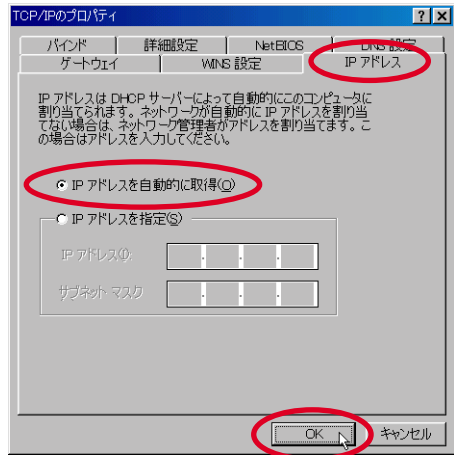 TCP/IPのプロパティ
バインド 詳細設定 NetBIOS DNS 設定
ゲートウェイ WINS 設定 IP アドレス
IP アドレスは DHCP サーバーによって自動的にこのコンピュータに
割り当てられます。ネットワークが自動的に IP アドレスを割り当
てない場合は、ネットワーク管理者がアドレスを割り当てます。こ
の場合はアドレスを入力してください。
IP アドレスを自動的に取得(O)
IP アドレスを指定(S)
IP アドレス(I):
サブネット マスク
OK キャンセル